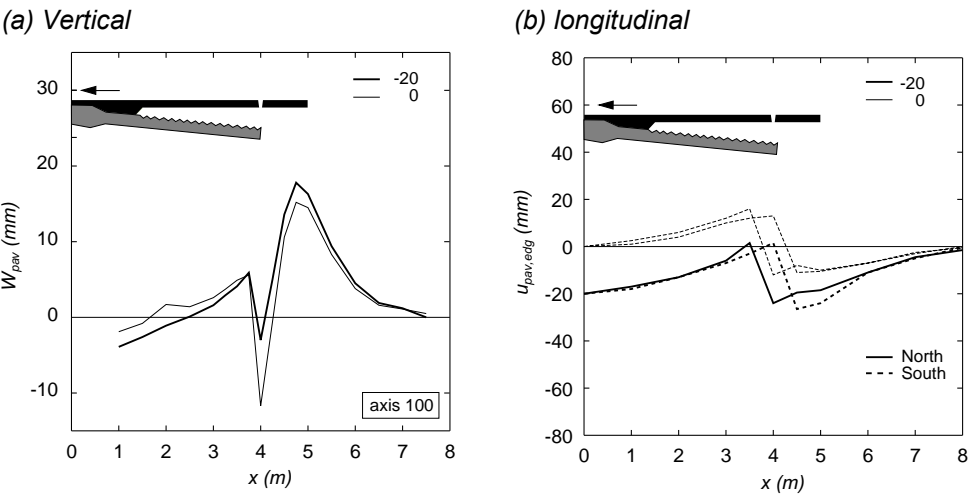 (a) Vertical
30
20
10
0
-10
W_pav (mm)
-20
0
axis 100
0 1 2 3 4 5 6 7 8
x (m)
(b) longitudinal
80
60
40
20
0
-20
-40
-60
-80
u_pav,edg (mm)
-20
0
North
South
0 1 2 3 4 5 6 7 8
x (m)